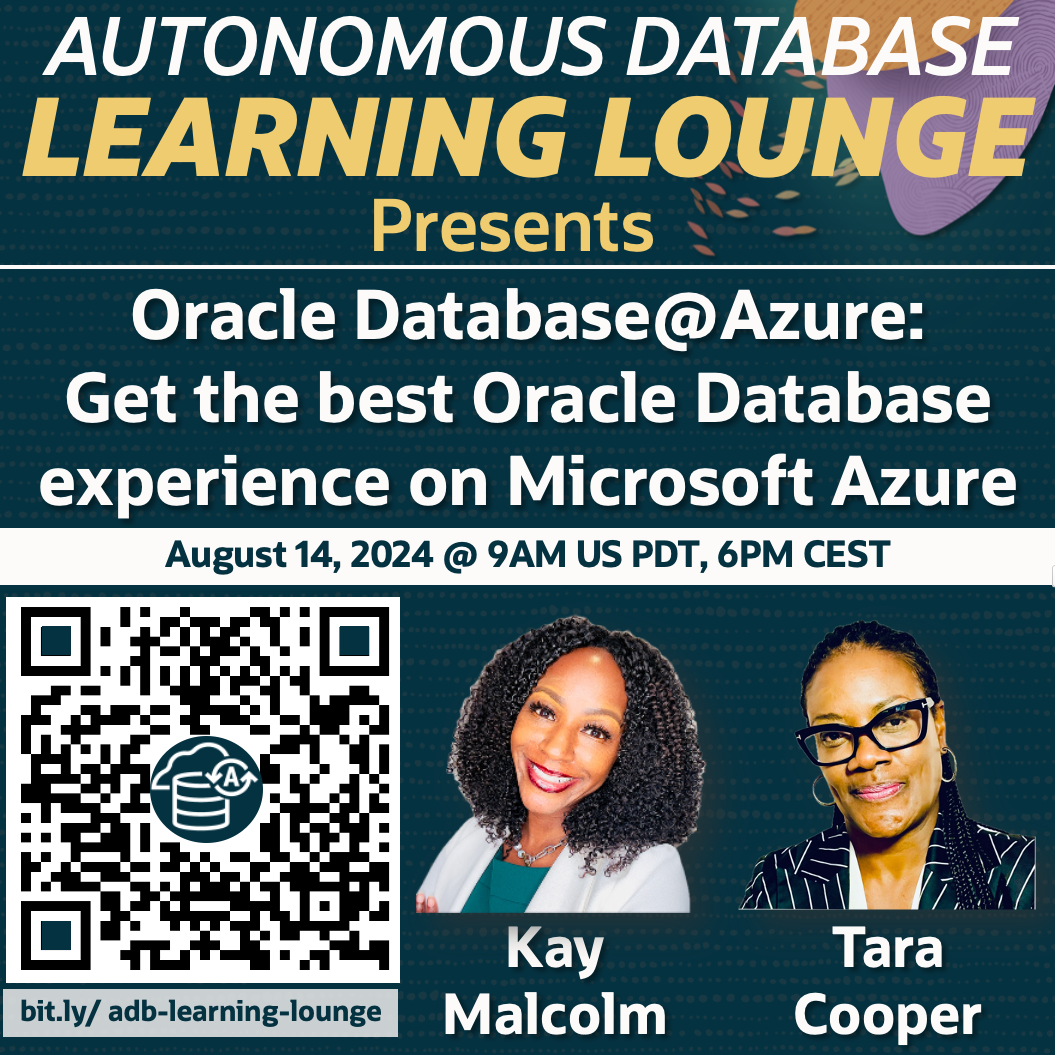 AUTONOMOUS DATABASE
LEARNING LOUNGE
Presents
Oracle Database@Azure:
Get the best Oracle Database
experience on Microsoft Azure
August 14, 2024 @ 9AM US PDT, 6PM CEST
A
bit.ly/ adb-learning-lounge
Kay
Malcolm
Tara
Cooper